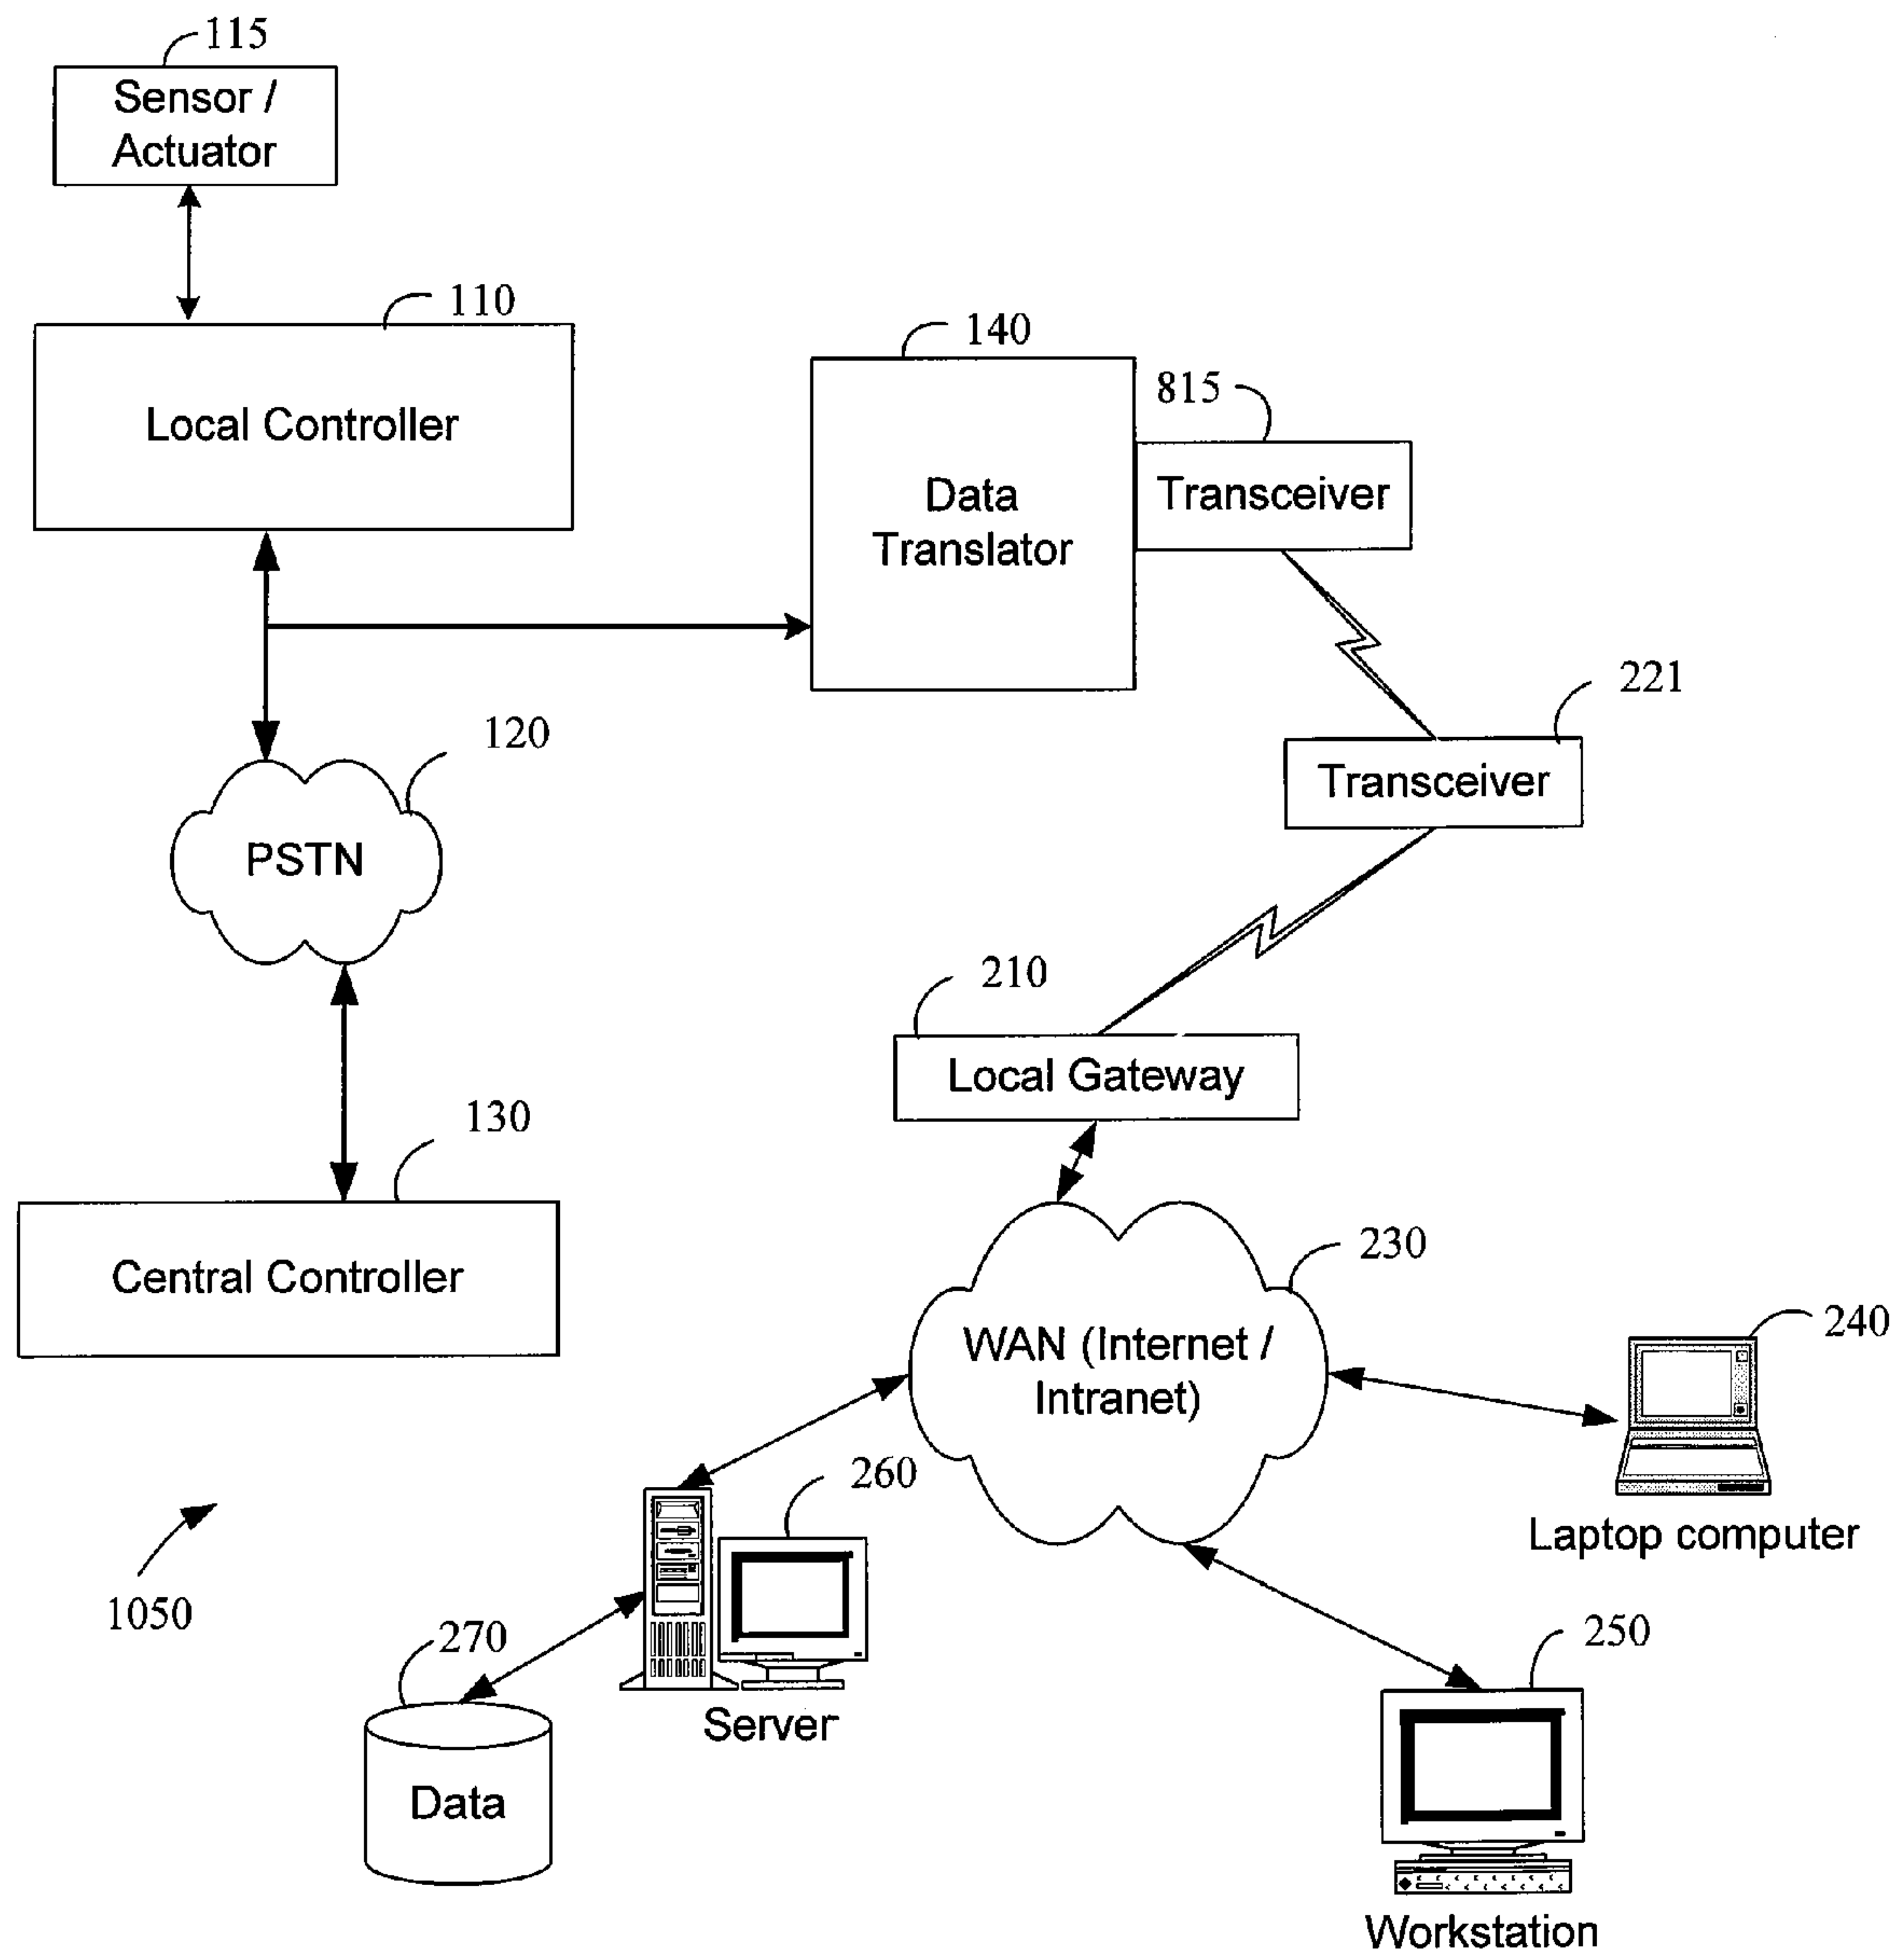 115
Sensor /
Actuator
110
Local Controller
140
Data
Translator
815
Transceiver
221
Transceiver
120
PSTN
210
Local Gateway
130
Central Controller
230
WAN (Internet /
Intranet)
240
Laptop computer
260
Server
1050
270
Data
250
Workstation